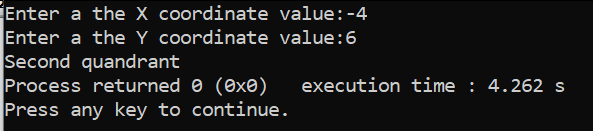 Enter a the X coordinate value:-4
Enter a the Y coordinate value:6
Second quandrant
Process returned 0 (0x0)   execution time : 4.262 s
Press any key to continue.